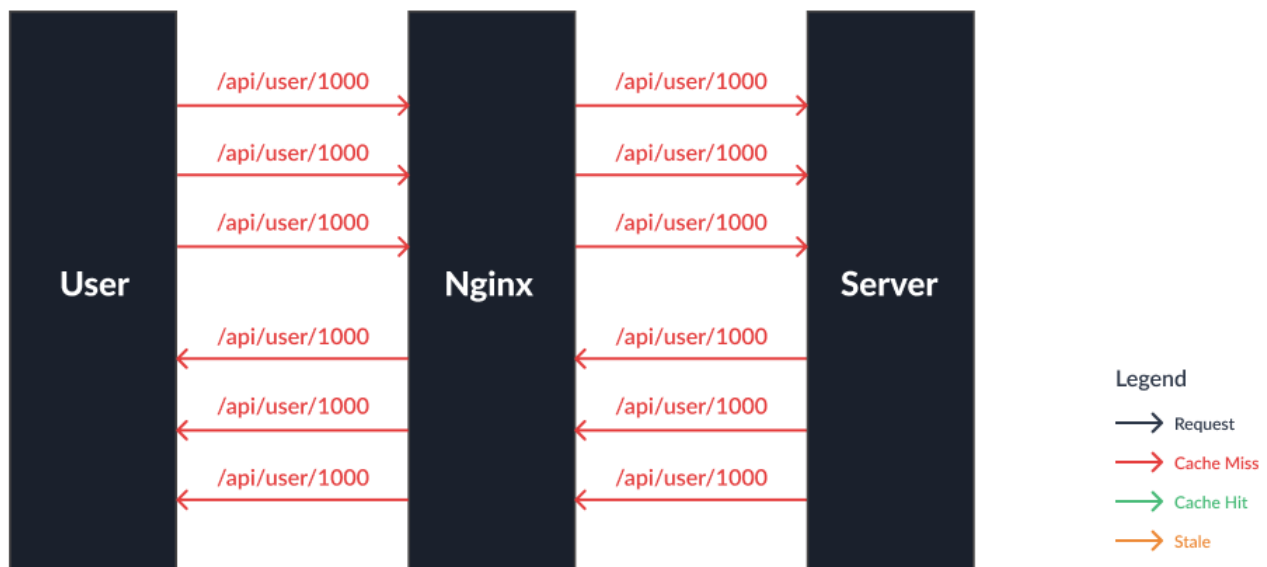 /api/user/1000
/api/user/1000
/api/user/1000
/api/user/1000
/api/user/1000
/api/user/1000
User
Nginx
Server
/api/user/1000
/api/user/1000
/api/user/1000
/api/user/1000
/api/user/1000
/api/user/1000
Legend
Request
Cache Miss
Cache Hit
Stale